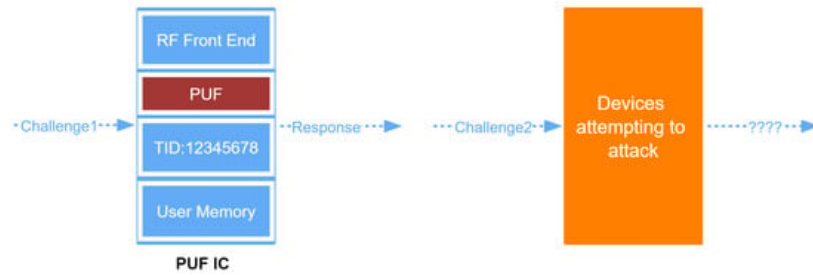 RF Front End
PUF
Challenge1
TID:12345678
Response
User Memory
PUF IC
Challenge2
Devices
attempting to
attack
????